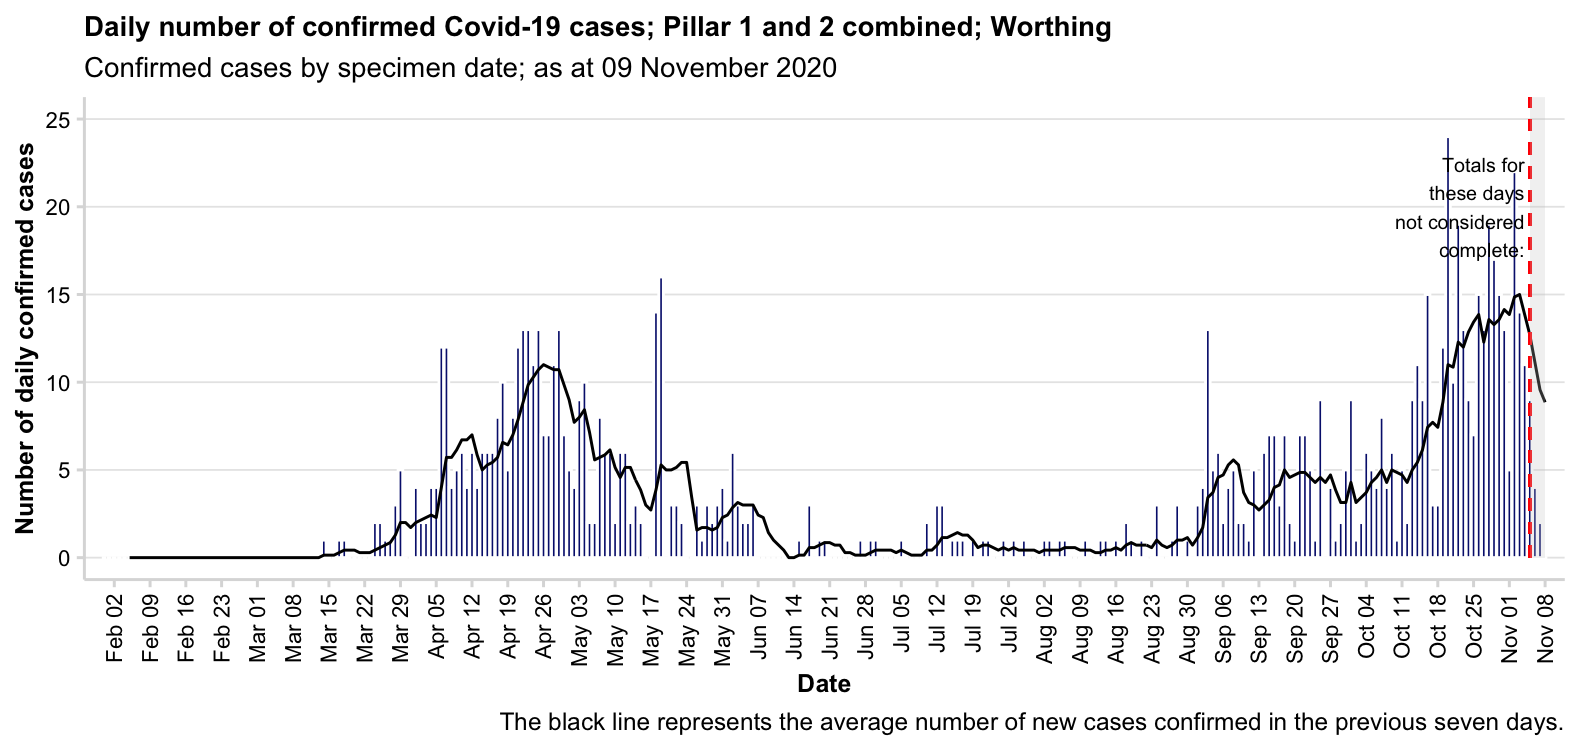 Daily number of confirmed Covid-19 cases; Pillar 1 and 2 combined; Worthing
Confirmed cases by specimen date; as at 09 November 2020
Number of daily confirmed cases
25
20
15
10
5
0
Totals for
these days
not considered
complete:
Feb 02
Feb 09
Feb 16
Feb 23
Mar 01
Mar 08
Mar 15
Mar 22
Mar 29
Apr 05
Apr 12
Apr 19
Apr 26
May 03
May 10
May 17
May 24
May 31
Jun 07
Jun 14
Jun 21
Jun 28
Jul 05
Jul 12
Jul 19
Jul 26
Aug 02
Aug 09
Aug 16
Aug 23
Aug 30
Sep 06
Sep 13
Sep 20
Sep 27
Oct 04
Oct 11
Oct 18
Oct 25
Nov 01
Nov 08
Date
The black line represents the average number of new cases confirmed in the previous seven days.